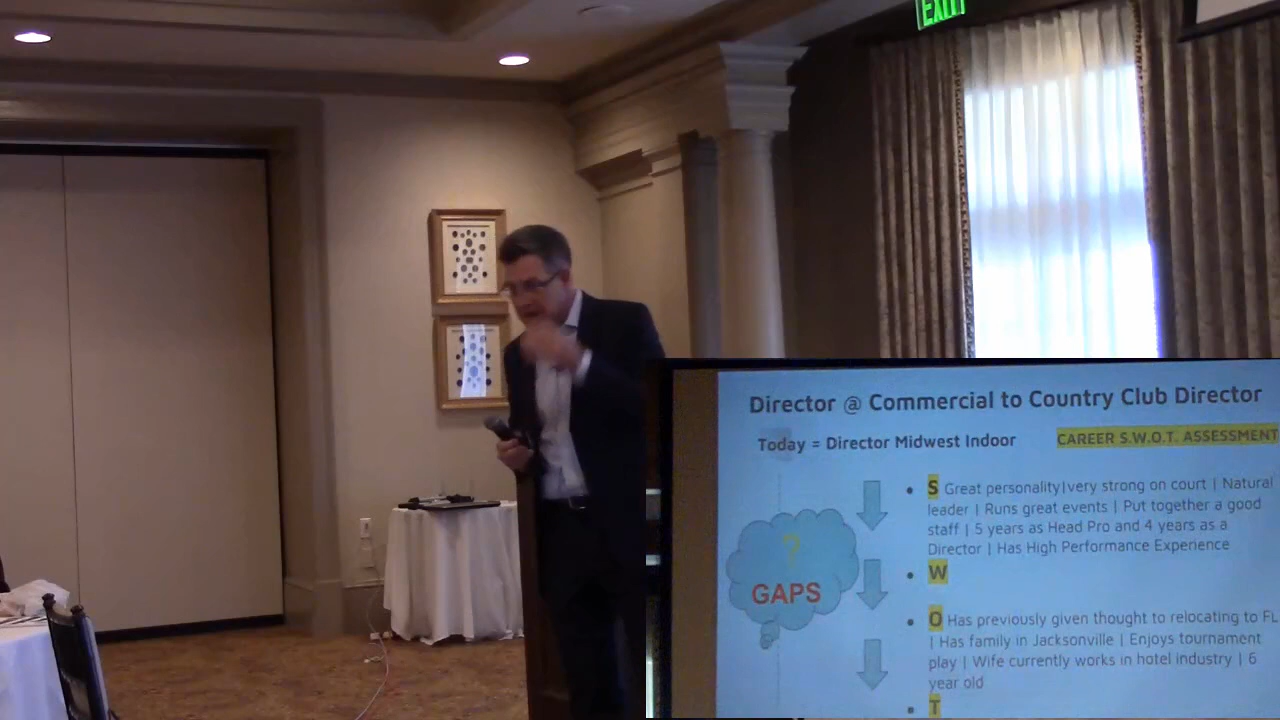 EXIT
Director @ Commercial to Country Club Director
Today = Director Midwest Indoor
CAREER S.W.O.T. ASSESSMENT
?
GAPS
• S Great personality|very strong on court | Natural
leader | Runs great events | Put together a good
staff | 5 years as Head Pro and 4 years as a
Director | Has High Performance Experience
• W
• O Has previously given thought to relocating to FL
| Has family in Jacksonville | Enjoys tournament
play | Wife currently works in hotel industry | 6
year old
• T